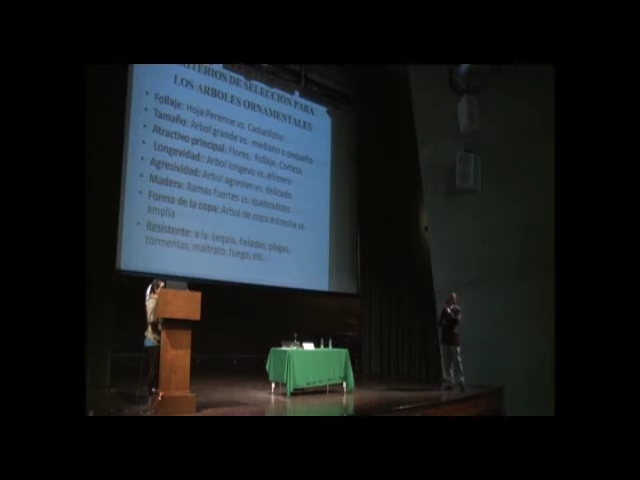 CRITERIOS DE SELECCIÓN PARA
LOS ARBOLES ORNAMENTALES
• Follaje: Hoja Perenne vs. Caducifolio
• Tamaño: Arbol grande vs. mediano o pequeño
• Atractivo principal: Flores, Follaje, Corteza,
• Longevidad : Arbol longevo vs. efímero
• Agresividad: Arbol agresivo vs. delicado
• Madera: Ramas fuertes vs. quebradizas
• Forma de la copa: Arbol de copa estrecha vs.
amplia
• Resistente: a la sequia, heladas, plagas,
tormentas, maltrato, fuego, etc.